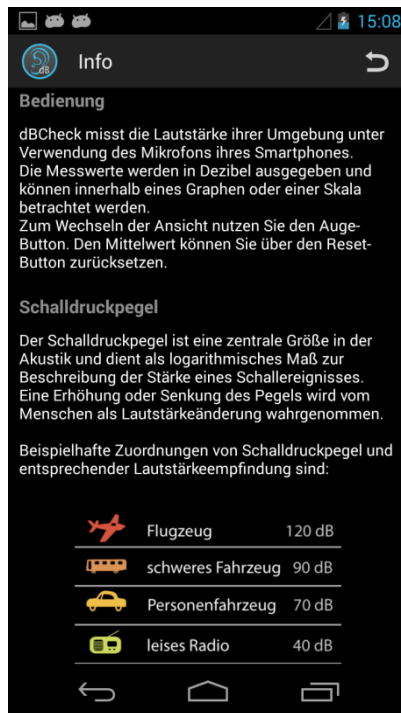 15:08
dB
Info
Bedienung
dBCheck misst die Lautstärke ihrer Umgebung unter
Verwendung des Mikrofons ihres Smartphones.
Die Messwerte werden in Dezibel ausgegeben und
können innerhalb eines Graphen oder einer Skala
betrachtet werden.
Zum Wechseln der Ansicht nutzen Sie den Auge-
Button. Den Mittelwert können Sie über den Reset-
Button zurücksetzen.
Schalldruckpegel
Der Schalldruckpegel ist eine zentrale Größe in der
Akustik und dient als logarithmisches Maß zur
Beschreibung der Stärke eines Schallereignisses.
Eine Erhöhung oder Senkung des Pegels wird vom
Menschen als Lautstärkeänderung wahrgenommen.
Beispielhafte Zuordnungen von Schalldruckpegel und
entsprechender Lautstärkeempfindung sind:
Flugzeug 120 dB
schweres Fahrzeug 90 dB
Personenfahrzeug 70 dB
leises Radio 40 dB